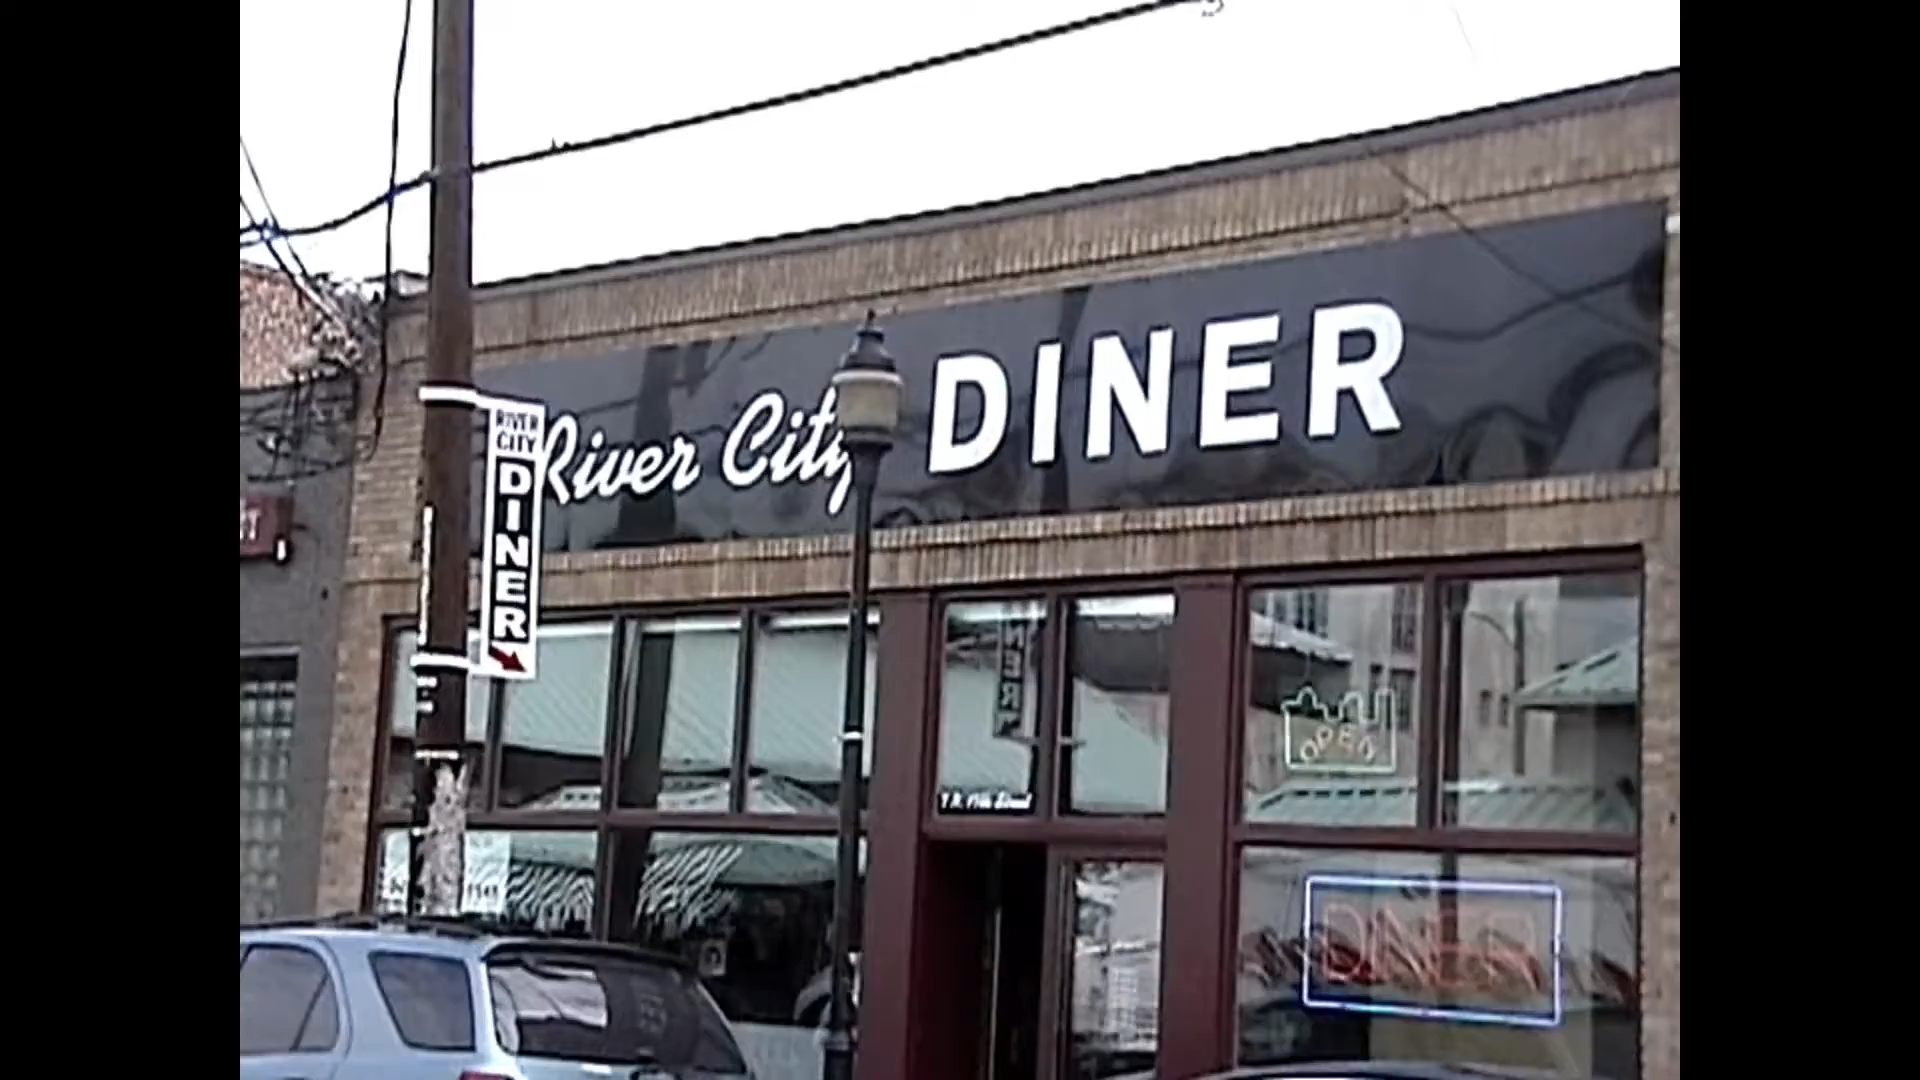 River City DINER
RIVER
CITY
DINER
OPEN
DINER